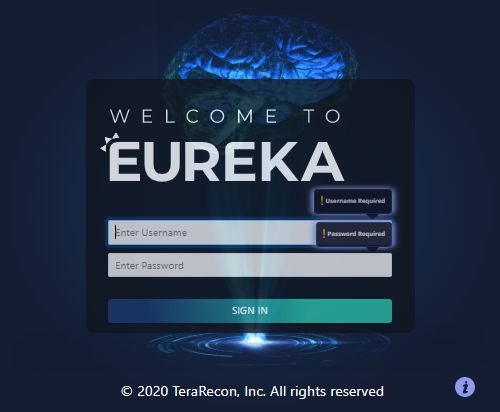 WELCOME TO
EUREKA
! Username Required
Enter Username
! Password Required
Enter Password
SIGN IN
© 2020 TeraRecon, Inc. All rights reserved
i